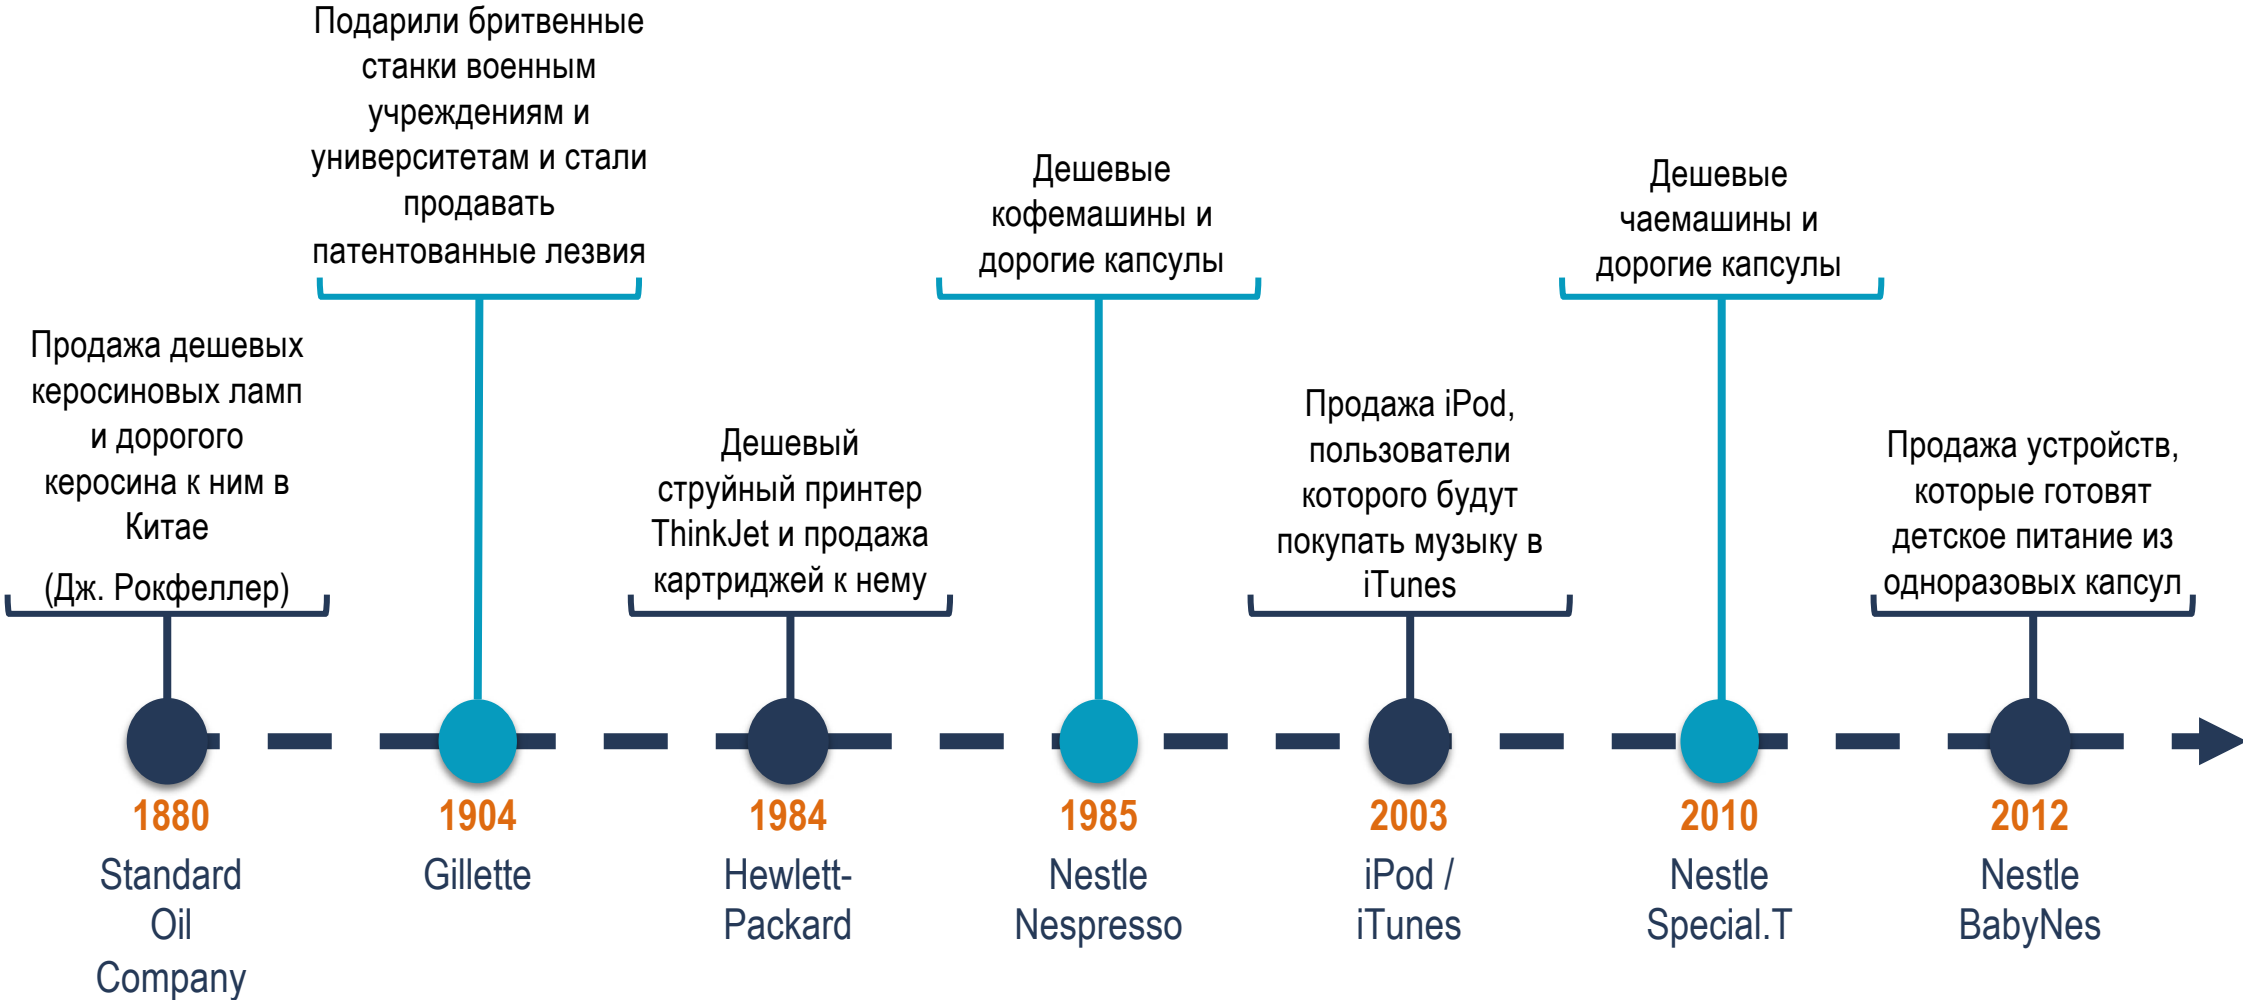 Подарили бритвенные
станки военным
учреждениям и
университетам и стали
продавать
патентованные лезвия
Дешевые
кофемашины и
дорогие капсулы
Дешевые
чаемашины и
дорогие капсулы
Продажа дешевых
керосиновых ламп
и дорогого
керосина к ним в
Китае
(Дж. Рокфеллер)
Дешевый
струйный принтер
ThinkJet и продажа
картриджей к нему
Продажа iPod,
пользователи
которого будут
покупать музыку в
iTunes
Продажа устройств,
которые готовят
детское питание из
одноразовых капсул
1880
Standard
Oil
Company
1904
Gillette
1984
Hewlett-
Packard
1985
Nestle
Nespresso
2003
iPod /
iTunes
2010
Nestle
Special.T
2012
Nestle
BabyNes